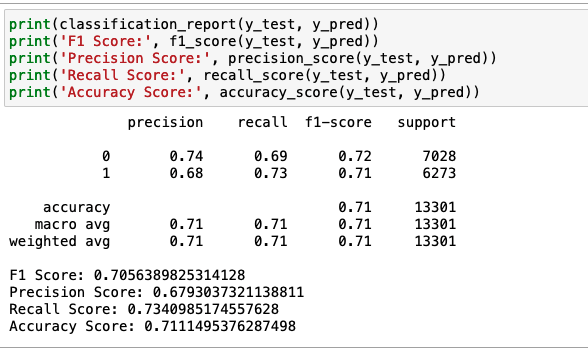 print(classification_report(y_test, y_pred))
print('F1 Score:', f1_score(y_test, y_pred))
print('Precision Score:', precision_score(y_test, y_pred))
print('Recall Score:', recall_score(y_test, y_pred))
print('Accuracy Score:', accuracy_score(y_test, y_pred))
precision recall f1-score support
0 0.74 0.69 0.72 7028
1 0.68 0.73 0.71 6273
accuracy 0.71 13301
macro avg 0.71 0.71 0.71 13301
weighted avg 0.71 0.71 0.71 13301
F1 Score: 0.7056389825314128
Precision Score: 0.6793037321138811
Recall Score: 0.7340985174557628
Accuracy Score: 0.7111495376287498